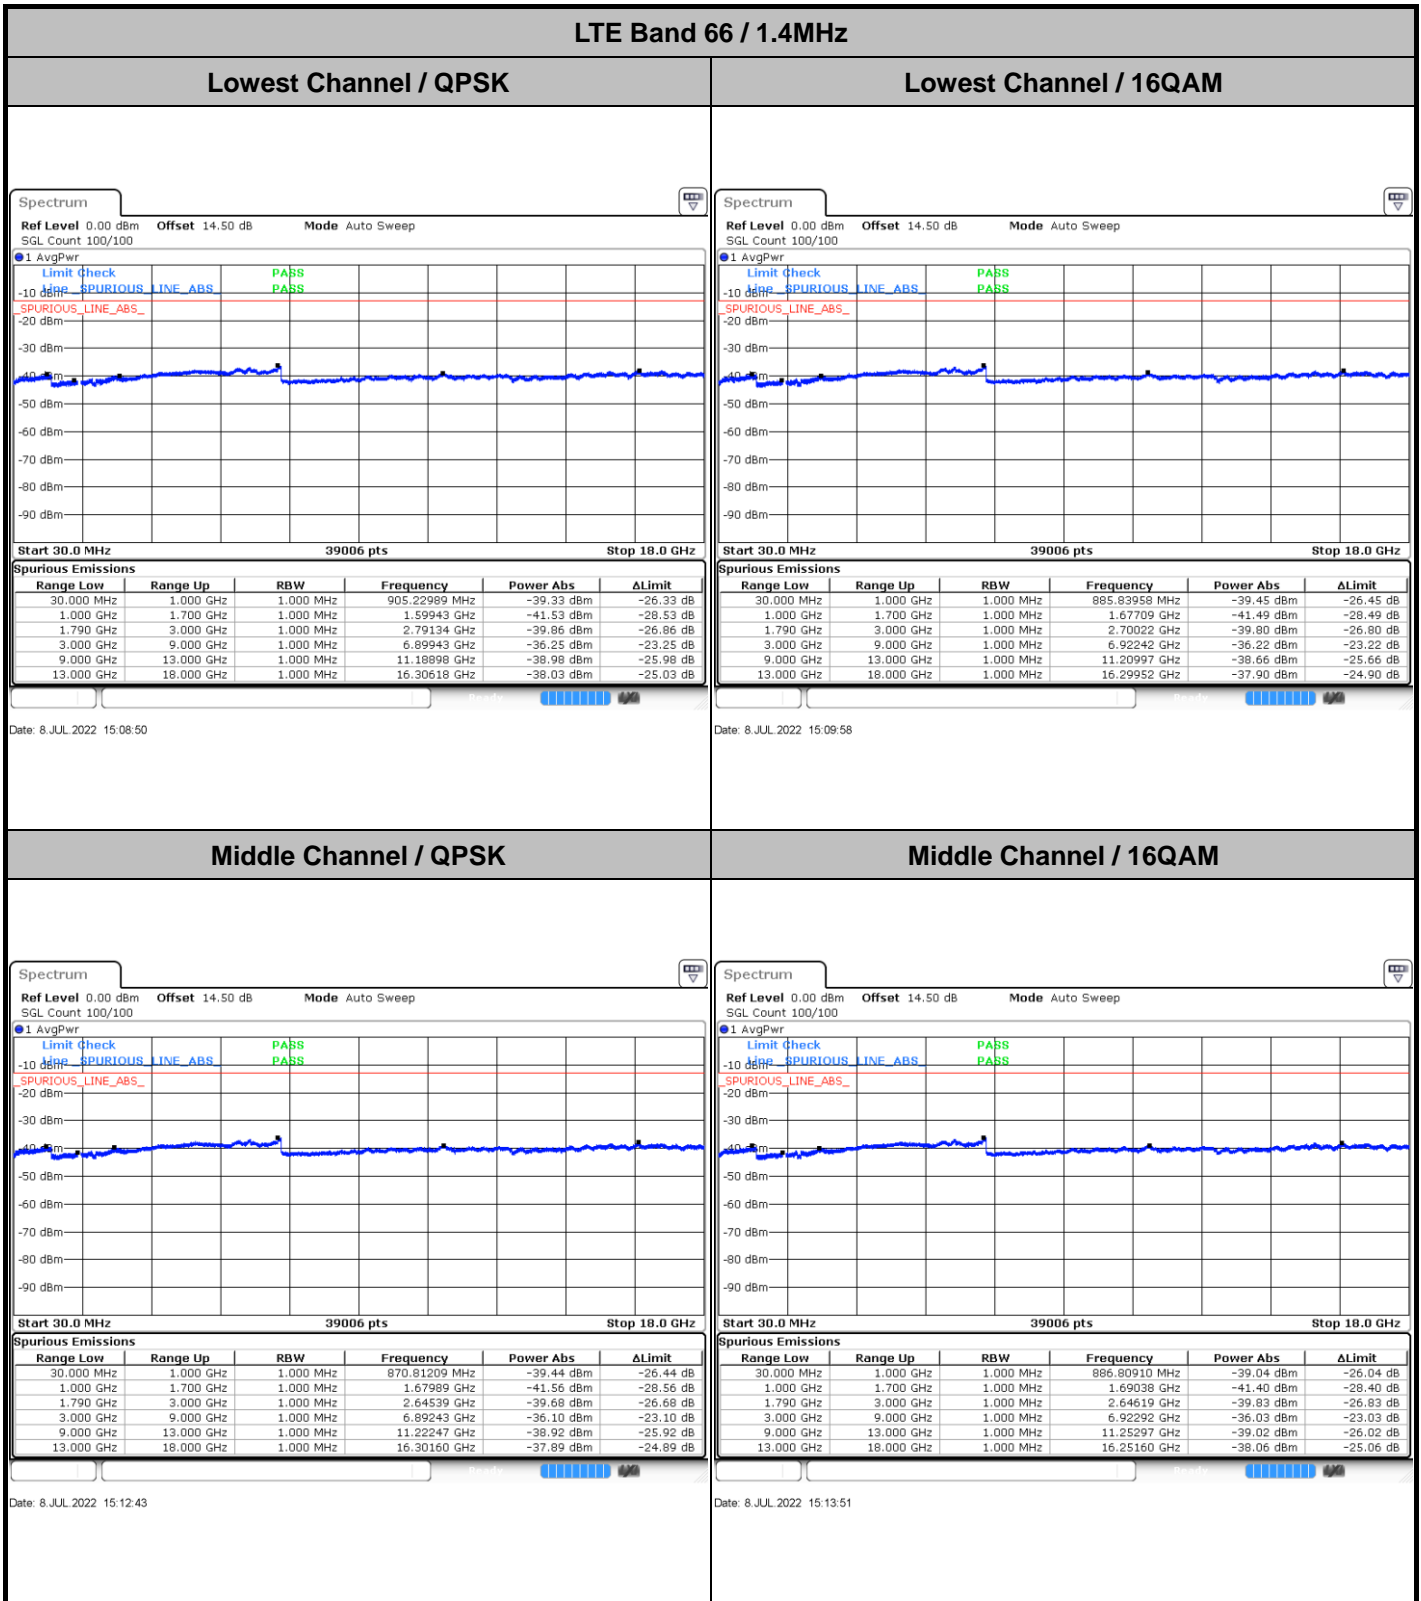 LTE Band 66 / 1.4MHz
Lowest Channel / QPSK
Lowest Channel / 16QAM
Spectrum
Ref Level 0.00 dBm Offset 14.50 dB Mode Auto Sweep
SGL Count 100/100
1 AvgPwr
Limit Check PASS
Line _SPURIOUS_LINE_ABS_ PASS
-10 dBm
_SPURIOUS_LINE_ABS_
-20 dBm
-30 dBm
-40 dBm
-50 dBm
-60 dBm
-70 dBm
-80 dBm
-90 dBm
Start 30.0 MHz 39006 pts Stop 18.0 GHz
Spurious Emissions
Range Low Range Up RBW Frequency Power Abs ΔLimit
30.000 MHz 1.000 GHz 1.000 MHz 905.22989 MHz -39.33 dBm -26.33 dB
1.000 GHz 1.700 GHz 1.000 MHz 1.59943 GHz -41.53 dBm -28.53 dB
1.790 GHz 3.000 GHz 1.000 MHz 2.79134 GHz -39.86 dBm -26.86 dB
3.000 GHz 9.000 GHz 1.000 MHz 6.89943 GHz -36.25 dBm -23.25 dB
9.000 GHz 13.000 GHz 1.000 MHz 11.18898 GHz -38.98 dBm -25.98 dB
13.000 GHz 18.000 GHz 1.000 MHz 16.30618 GHz -38.03 dBm -25.03 dB
Date: 8.JUL.2022 15:08:50
Spectrum
Ref Level 0.00 dBm Offset 14.50 dB Mode Auto Sweep
SGL Count 100/100
1 AvgPwr
Limit Check PASS
Line _SPURIOUS_LINE_ABS_ PASS
-10 dBm
_SPURIOUS_LINE_ABS_
-20 dBm
-30 dBm
-40 dBm
-50 dBm
-60 dBm
-70 dBm
-80 dBm
-90 dBm
Start 30.0 MHz 39006 pts Stop 18.0 GHz
Spurious Emissions
Range Low Range Up RBW Frequency Power Abs ΔLimit
30.000 MHz 1.000 GHz 1.000 MHz 885.83958 MHz -39.45 dBm -26.45 dB
1.000 GHz 1.700 GHz 1.000 MHz 1.67709 GHz -41.49 dBm -28.49 dB
1.790 GHz 3.000 GHz 1.000 MHz 2.70022 GHz -39.80 dBm -26.80 dB
3.000 GHz 9.000 GHz 1.000 MHz 6.92242 GHz -36.22 dBm -23.22 dB
9.000 GHz 13.000 GHz 1.000 MHz 11.20997 GHz -38.66 dBm -25.66 dB
13.000 GHz 18.000 GHz 1.000 MHz 16.29952 GHz -37.90 dBm -24.90 dB
Ready
Date: 8.JUL.2022 15:09:58
Middle Channel / QPSK
Middle Channel / 16QAM
Spectrum
Ref Level 0.00 dBm Offset 14.50 dB Mode Auto Sweep
SGL Count 100/100
1 AvgPwr
Limit Check PASS
Line _SPURIOUS_LINE_ABS_ PASS
-10 dBm
_SPURIOUS_LINE_ABS_
-20 dBm
-30 dBm
-40 dBm
-50 dBm
-60 dBm
-70 dBm
-80 dBm
-90 dBm
Start 30.0 MHz 39006 pts Stop 18.0 GHz
Spurious Emissions
Range Low Range Up RBW Frequency Power Abs ΔLimit
30.000 MHz 1.000 GHz 1.000 MHz 870.81209 MHz -39.44 dBm -26.44 dB
1.000 GHz 1.700 GHz 1.000 MHz 1.67989 GHz -41.56 dBm -28.56 dB
1.790 GHz 3.000 GHz 1.000 MHz 2.64539 GHz -39.68 dBm -26.68 dB
3.000 GHz 9.000 GHz 1.000 MHz 6.89243 GHz -36.10 dBm -23.10 dB
9.000 GHz 13.000 GHz 1.000 MHz 11.22247 GHz -38.92 dBm -25.92 dB
13.000 GHz 18.000 GHz 1.000 MHz 16.30160 GHz -37.89 dBm -24.89 dB
Ready
Date: 8.JUL.2022 15:12:43
Spectrum
Ref Level 0.00 dBm Offset 14.50 dB Mode Auto Sweep
SGL Count 100/100
1 AvgPwr
Limit Check PASS
Line _SPURIOUS_LINE_ABS_ PASS
-10 dBm
_SPURIOUS_LINE_ABS_
-20 dBm
-30 dBm
-40 dBm
-50 dBm
-60 dBm
-70 dBm
-80 dBm
-90 dBm
Start 30.0 MHz 39006 pts Stop 18.0 GHz
Spurious Emissions
Range Low Range Up RBW Frequency Power Abs ΔLimit
30.000 MHz 1.000 GHz 1.000 MHz 886.80910 MHz -39.04 dBm -26.04 dB
1.000 GHz 1.700 GHz 1.000 MHz 1.69038 GHz -41.40 dBm -28.40 dB
1.790 GHz 3.000 GHz 1.000 MHz 2.64619 GHz -39.83 dBm -26.83 dB
3.000 GHz 9.000 GHz 1.000 MHz 6.92292 GHz -36.03 dBm -23.03 dB
9.000 GHz 13.000 GHz 1.000 MHz 11.25297 GHz -39.02 dBm -26.02 dB
13.000 GHz 18.000 GHz 1.000 MHz 16.25160 GHz -38.06 dBm -25.06 dB
Date: 8.JUL.2022 15:13:51